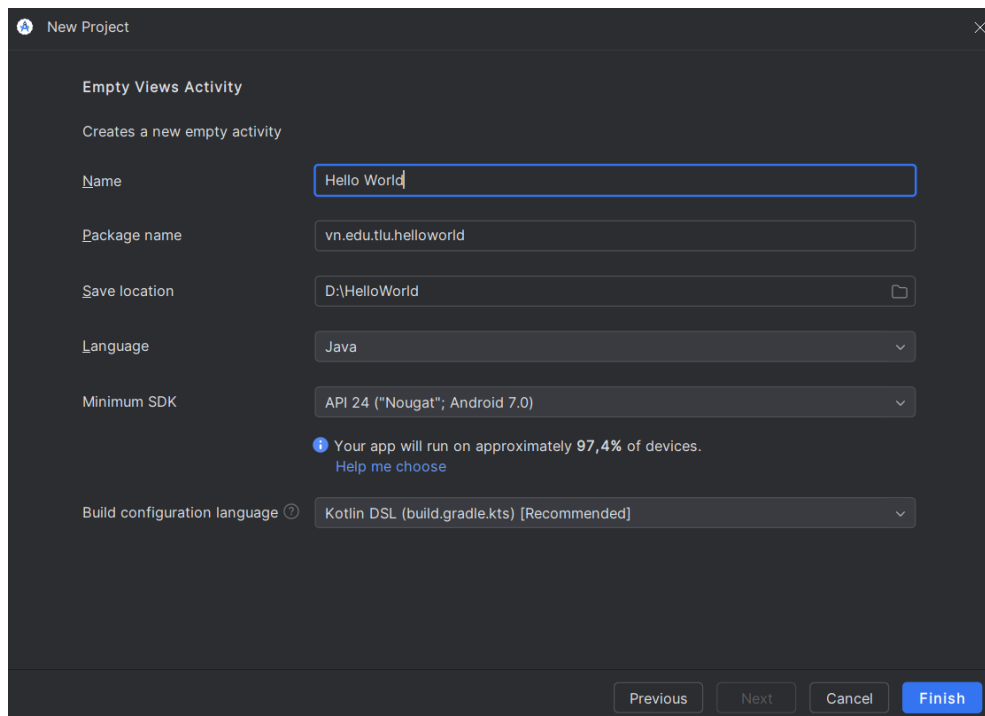 New Project
Empty Views Activity
Creates a new empty activity
Name Hello World
Package name vn.edu.tlu.helloworld
Save location D:\HelloWorld
Language Java
Minimum SDK API 24 ("Nougat"; Android 7.0)
Your app will run on approximately 97,4% of devices.
Help me choose
Build configuration language ? Kotlin DSL (build.gradle.kts) [Recommended]
Previous Next Cancel Finish